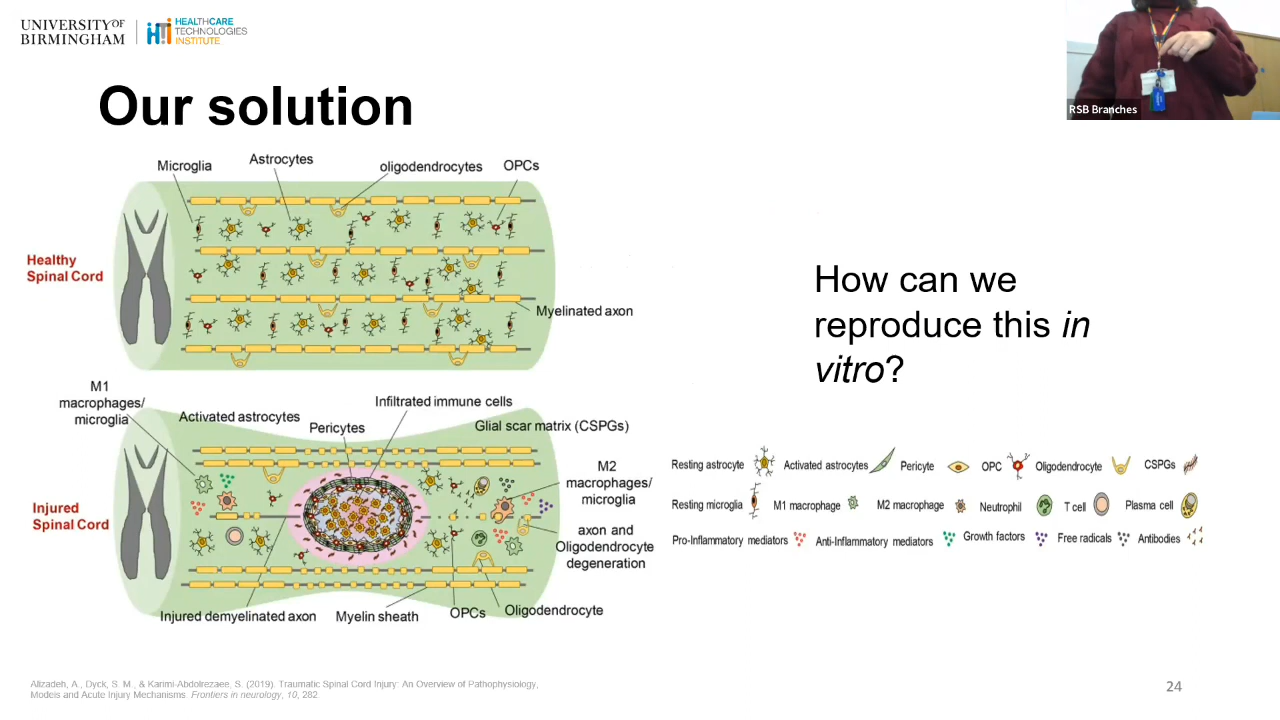 UNIVERSITY OF
BIRMINGHAM
HEALTHCARE
TECHNOLOGIES
INSTITUTE
RSB Branches
Our solution
Microglia
Astrocytes
oligodendrocytes
OPCs
Healthy
Spinal Cord
Myelinated axon
How can we
reproduce this in
vitro?
M1
macrophages/
microglia
Activated astrocytes
Pericytes
Infiltrated immune cells
Glial scar matrix (CSPGs)
M2
macrophages/
microglia
Injured
Spinal Cord
axon and
Oligodendrocyte
degeneration
Injured demyelinated axon
Myelin sheath
OPCs
Oligodendrocyte
Resting astrocyte
Activated astrocytes
Pericyte
OPC
Oligodendrocyte
CSPGs
Resting microglia
M1 macrophage
M2 macrophage
Neutrophil
T cell
Plasma cell
Pro-Inflammatory mediators
Anti-Inflammatory mediators
Growth factors
Free radicals
Antibodies
Alizadeh, A., Dyck, S. M., & Karimi-Abdolrezaee, S. (2019). Traumatic Spinal Cord Injury: An Overview of Pathophysiology,
Models and Acute Injury Mechanisms. Frontiers in neurology, 10, 282.
24